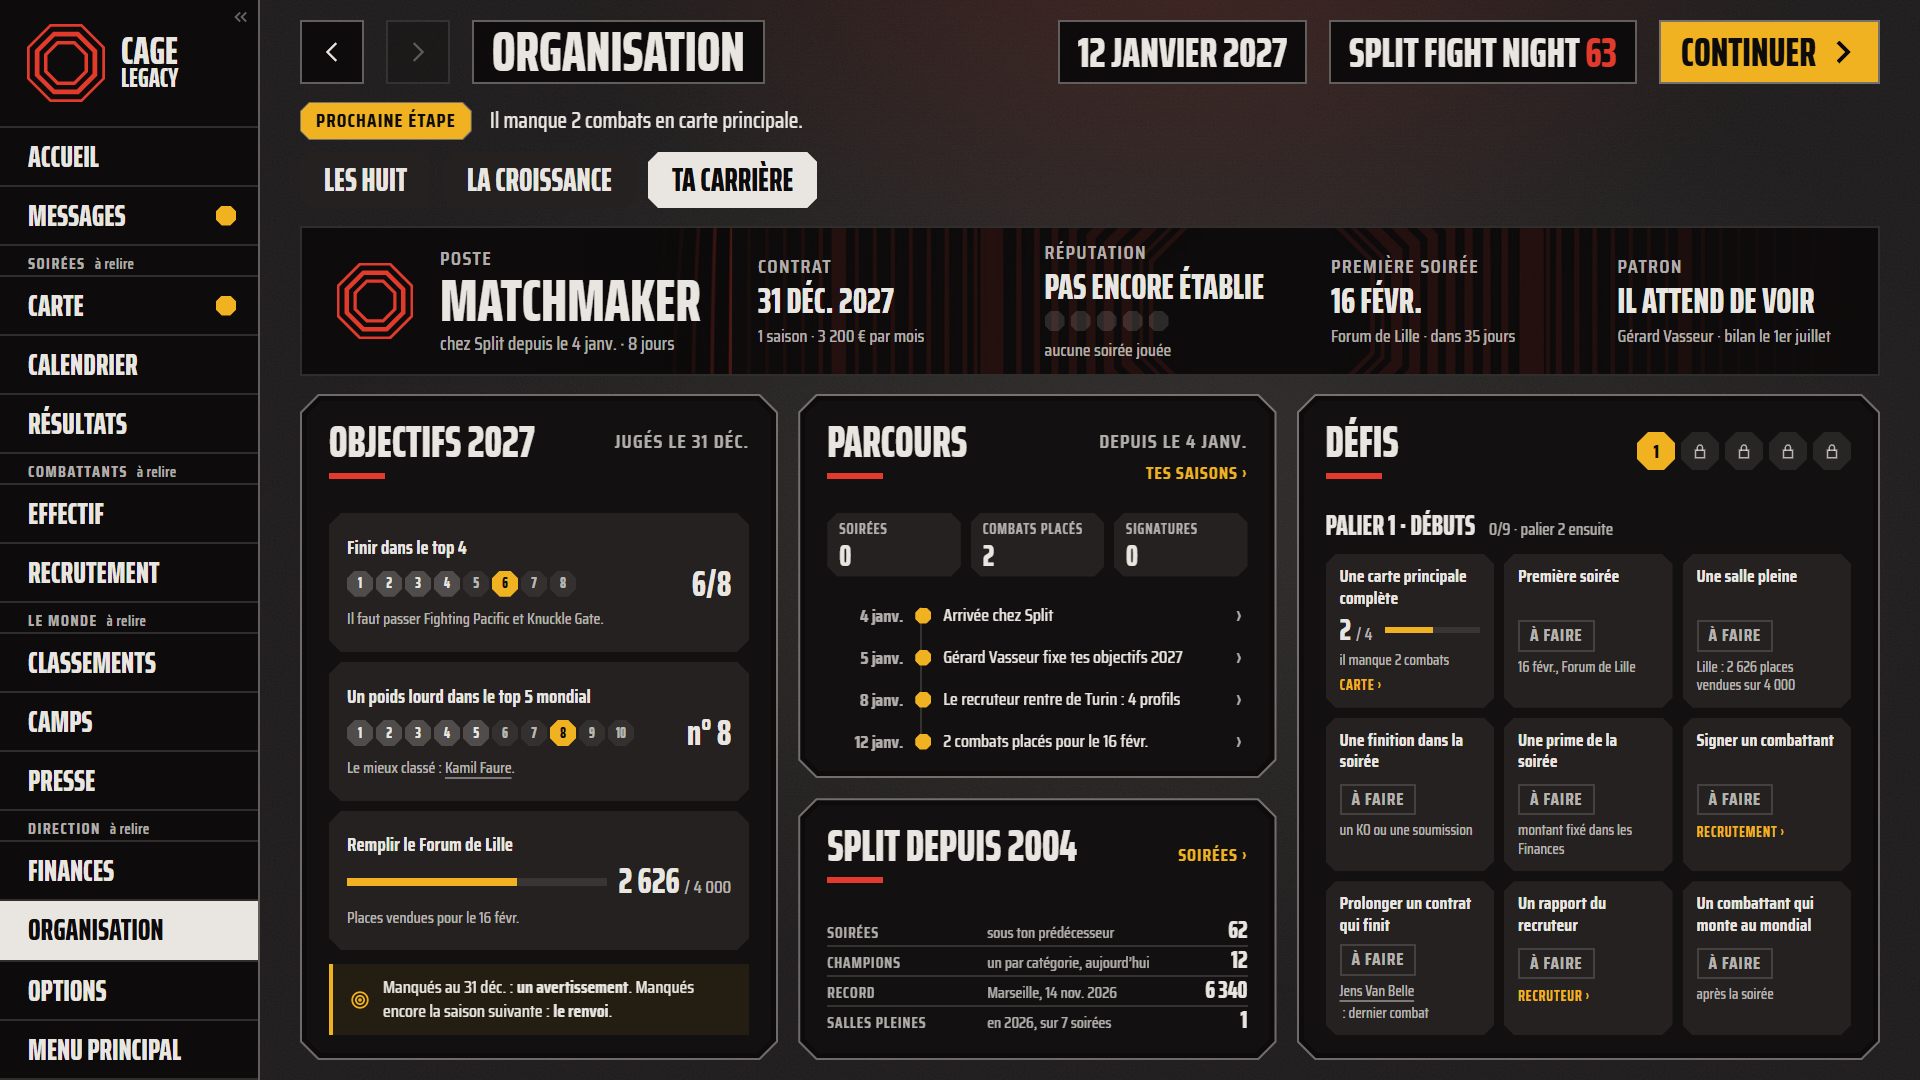 CAGE
LEGACY
«
ACCUEIL
MESSAGES
SOIRÉES à relire
CARTE
CALENDRIER
RÉSULTATS
COMBATTANTS à relire
EFFECTIF
RECRUTEMENT
LE MONDE à relire
CLASSEMENTS
CAMPS
PRESSE
DIRECTION à relire
FINANCES
ORGANISATION
OPTIONS
MENU PRINCIPAL
ORGANISATION
12 JANVIER 2027
SPLIT FIGHT NIGHT 63
CONTINUER
PROCHAINE ÉTAPE
Il manque 2 combats en carte principale.
LES HUIT
LA CROISSANCE
TA CARRIÈRE
POSTE
MATCHMAKER
chez Split depuis le 4 janv. · 8 jours
CONTRAT
31 DÉC. 2027
1 saison · 3 200 € par mois
RÉPUTATION
PAS ENCORE ÉTABLIE
aucune soirée jouée
PREMIÈRE SOIRÉE
16 FÉVR.
Forum de Lille · dans 35 jours
PATRON
IL ATTEND DE VOIR
Gérard Vasseur · bilan le 1er juillet
OBJECTIFS 2027
JUGÉS LE 31 DÉC.
Finir dans le top 4
1 2 3 4 5 6 7 8
6/8
Il faut passer Fighting Pacific et Knuckle Gate.
Un poids lourd dans le top 5 mondial
1 2 3 4 5 6 7 8 9 10
n° 8
Le mieux classé : Kamil Faure.
Remplir le Forum de Lille
2 626 / 4 000
Places vendues pour le 16 févr.
Manqués au 31 déc. : un avertissement. Manqués
encore la saison suivante : le renvoi.
PARCOURS
DEPUIS LE 4 JANV.
TES SAISONS ›
SOIRÉES
0
COMBATS PLACÉS
2
SIGNATURES
0
4 janv. Arrivée chez Split ›
5 janv. Gérard Vasseur fixe tes objectifs 2027 ›
8 janv. Le recruteur rentre de Turin : 4 profils ›
12 janv. 2 combats placés pour le 16 févr. ›
SPLIT DEPUIS 2004
SOIRÉES ›
SOIRÉES sous ton prédécesseur 62
CHAMPIONS un par catégorie, aujourd'hui 12
RECORD Marseille, 14 nov. 2026 6 340
SALLES PLEINES en 2026, sur 7 soirées 1
DÉFIS
1
PALIER 1 · DÉBUTS 0/9 · palier 2 ensuite
Une carte principale
complète
2 / 4
il manque 2 combats
CARTE ›
Première soirée
À FAIRE
16 févr., Forum de Lille
Une salle pleine
À FAIRE
Lille : 2 626 places
vendues sur 4 000
Une finition dans la
soirée
À FAIRE
un KO ou une soumission
Une prime de la
soirée
À FAIRE
montant fixé dans les
Finances
Signer un combattant
À FAIRE
RECRUTEMENT ›
Prolonger un contrat
qui finit
À FAIRE
Jens Van Belle
: dernier combat
Un rapport du
recruteur
À FAIRE
RECRUTEUR ›
Un combattant qui
monte au mondial
À FAIRE
après la soirée